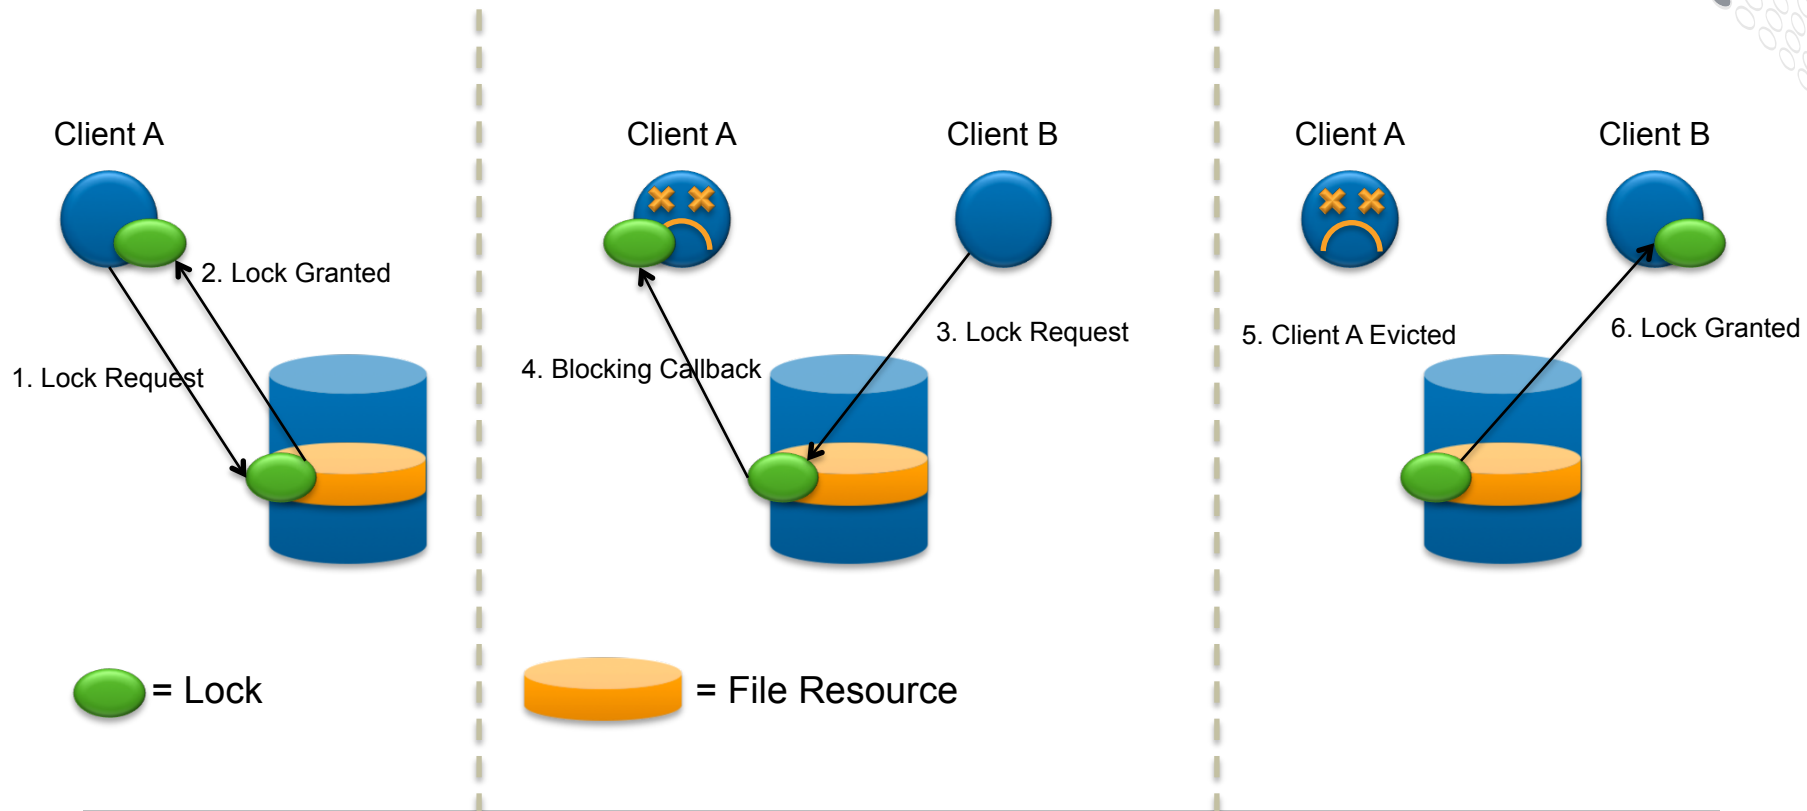 Client A
2. Lock Granted
1. Lock Request
Client A
Client B
3. Lock Request
4. Blocking Callback
Client A
Client B
5. Client A Evicted
6. Lock Granted
= Lock
= File Resource